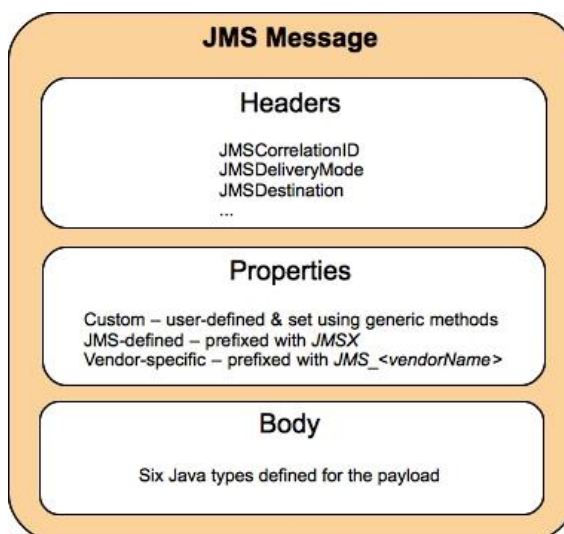 JMS Message
Headers
JMSCorrelationID
JMSDeliveryMode
JMSDestination
...
Properties
Custom – user-defined & set using generic methods
JMS-defined – prefixed with JMSX
Vendor-specific – prefixed with JMS_<vendorName>
Body
Six Java types defined for the payload